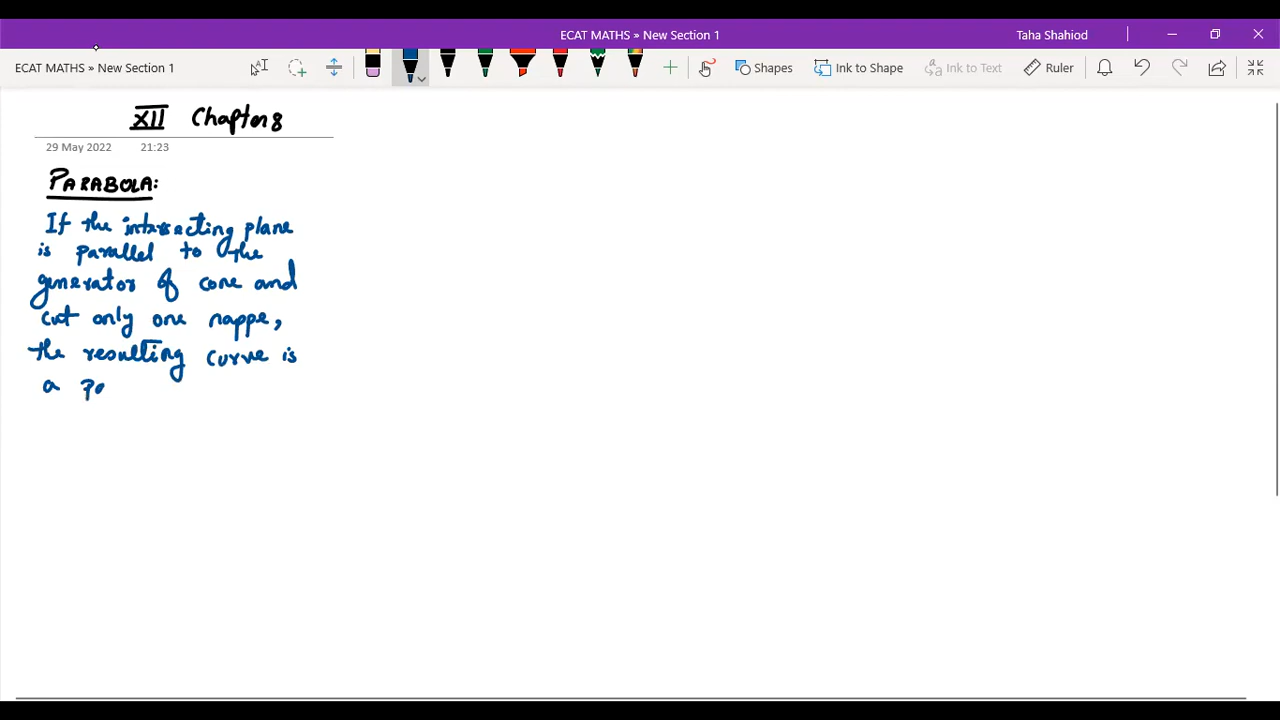 ECAT MATHS » New Section 1
Taha Shahiod
ECAT MATHS » New Section 1
Shapes
Ink to Shape
Ink to Text
Ruler
XII Chapter 8
29 May 2022 21:23
PARABOLA:
If the intersecting plane
is parallel to the
generator of cone and
cut only one nappe,
the resulting curve is
a pa